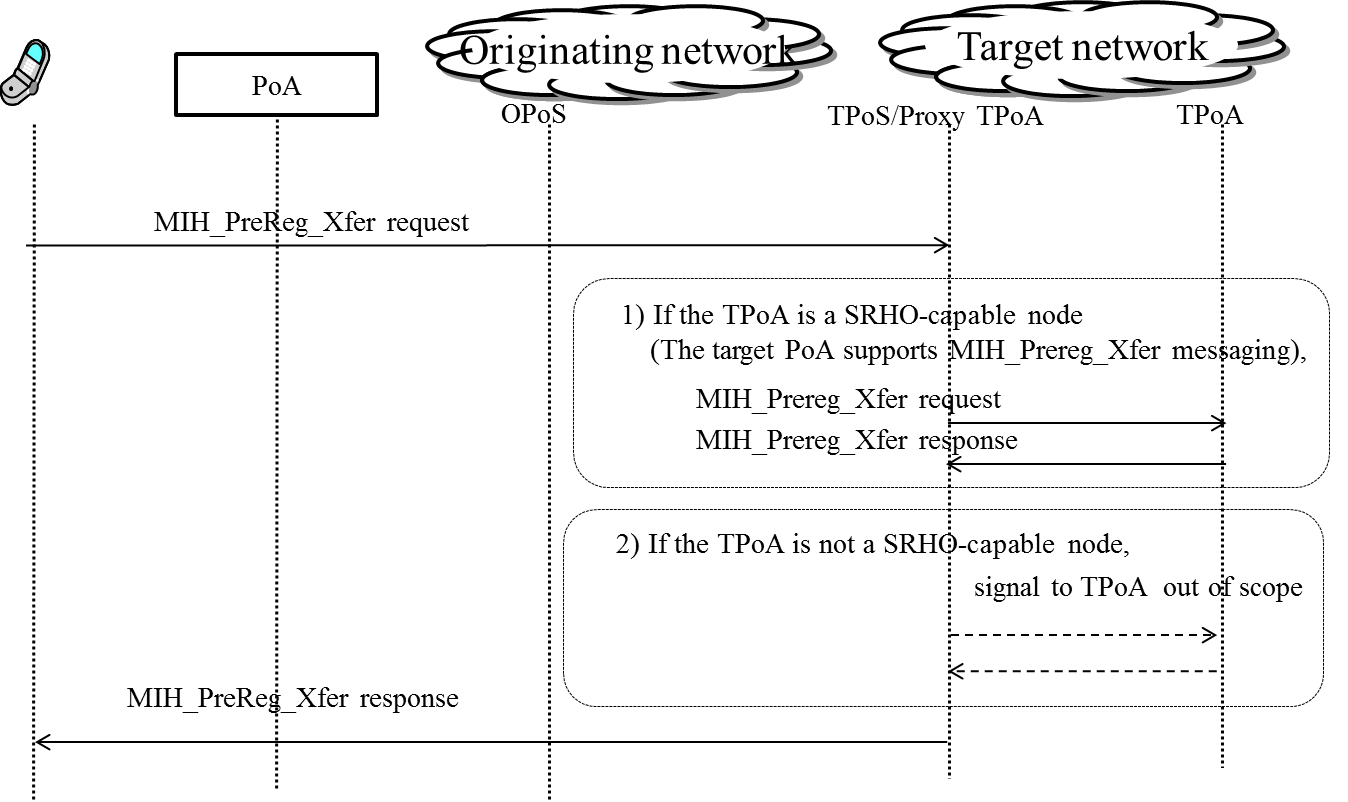 Originating network
Target network
PoA
OPoS
TPoS/Proxy TPoA
TPoA
MIH_PreReg_Xfer request
1) If the TPoA is a SRHO-capable node
(The target PoA supports MIH_Prereg_Xfer messaging),
MIH_Prereg_Xfer request
MIH_Prereg_Xfer response
2) If the TPoA is not a SRHO-capable node,
signal to TPoA out of scope
MIH_PreReg_Xfer response